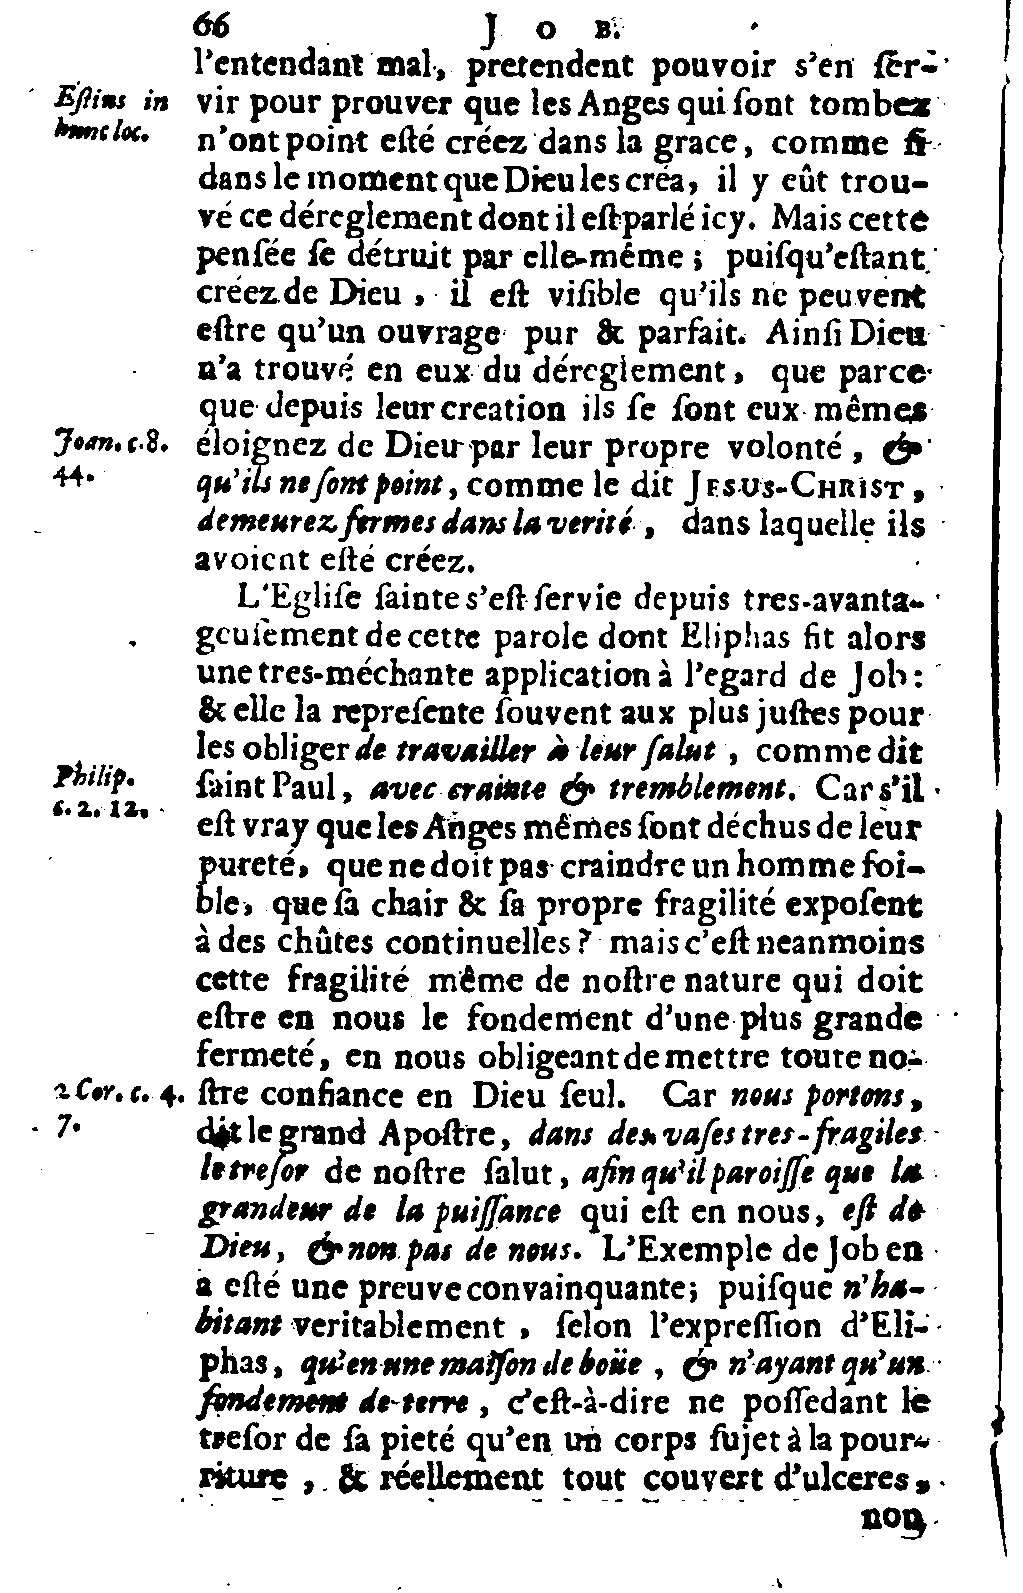 66 JOB.
l'entendant mal, pretendent pouvoir s'en ſer-
Eſtius in
hunc loc.
vir pour prouver que les Anges qui ſont tombez
n'ont point eſté créez dans la grace, comme ſi
dans le moment que Dieu les créa, il y eût trou-
vé ce déreglement dont il eſt parlé icy. Mais cette
penſée ſe détruit par elle-même ; puiſqu'eſtant
créez de Dieu, il eſt viſible qu'ils ne peuvent
eſtre qu'un ouvrage pur & parfait. Ainſi Dieu
n'a trouvé en eux du déreglement, que parce
que depuis leur creation ils ſe ſont eux mêmes
Joan. c. 8.
44.
éloignez de Dieu par leur propre volonté, &
qu'ils ne ſont point, comme le dit JESUS-CHRIST,
demeurez fermes dans la verité, dans laquelle ils
avoient eſté créez.
L'Egliſe ſainte s'eſt ſervie depuis tres-avanta-
geuſement de cette parole dont Eliphas fit alors
une tres-méchante application à l'egard de Job :
& elle la repreſente ſouvent aux plus juſtes pour
les obliger de travailler à leur ſalut, comme dit
Philip.
c. 2. 12.
ſaint Paul, avec crainte & tremblement. Car s'il
eſt vray que les Anges mêmes ſont déchus de leur
pureté, que ne doit pas craindre un homme foi-
ble, que ſa chair & ſa propre fragilité expoſent
à des chûtes continuelles ? mais c'eſt neanmoins
cette fragilité même de noſtre nature qui doit
eſtre en nous le fondement d'une plus grande
fermeté, en nous obligeant de mettre toute no-
2 Cor. c. 4.
7.
ſtre confiance en Dieu ſeul. Car nous portons,
dit le grand Apoſtre, dans des vaſes tres-fragiles
le treſor de noſtre ſalut, afin qu'il paroiſſe que la
grandeur de la puiſſance qui eſt en nous, eſt de
Dieu, & non pas de nous. L'Exemple de Job en
a eſté une preuve convainquante; puiſque n'ha-
bitant veritablement, ſelon l'expreſſion d'Eli-
phas, qu'en une maiſon de boüe, & n'ayant qu'un
fondement de terre, c'eſt-à-dire ne poſſedant le
treſor de ſa pieté qu'en un corps ſujet à la pour-
riture, & réellement tout couvert d'ulceres,
non